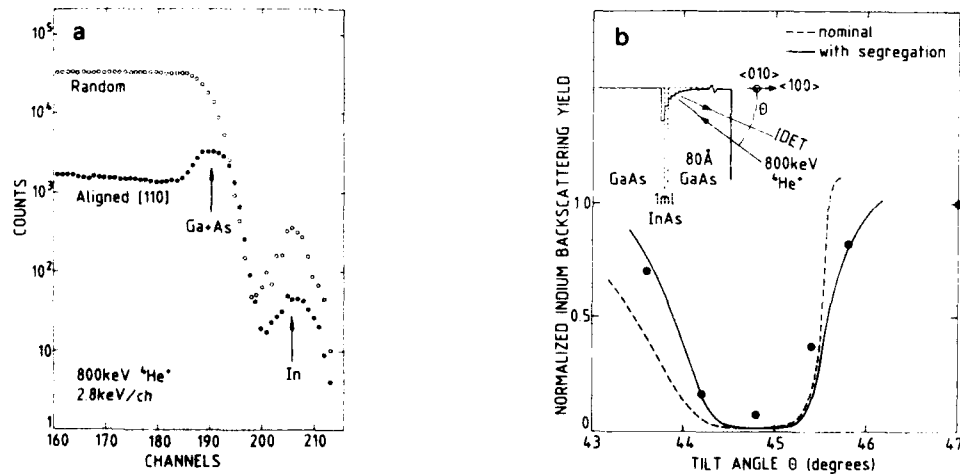 a
10⁵
10⁴
10³
10²
10
1
COUNTS
Random
Aligned [110]
Ga+As
In
800keV ⁴He⁺
2.8keV/ch
160 170 180 190 200 210
CHANNELS
b
--- nominal
— with segregation
<010>
<100>
θ
IDET
800keV
⁴He⁺
80Å
GaAs GaAs
1ml
InAs
NORMALIZED INDIUM BACKSCATTERING YIELD
1.0
0.5
0
43 44 45 46 47
TILT ANGLE θ (degrees)